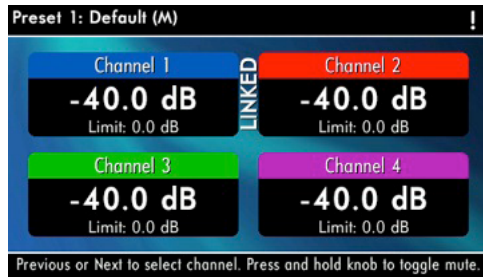 Preset 1: Default (M) !
Channel 1
-40.0 dB
Limit: 0.0 dB
LINKED
Channel 2
-40.0 dB
Limit: 0.0 dB
Channel 3
-40.0 dB
Limit: 0.0 dB
Channel 4
-40.0 dB
Limit: 0.0 dB
Previous or Next to select channel. Press and hold knob to toggle mute.